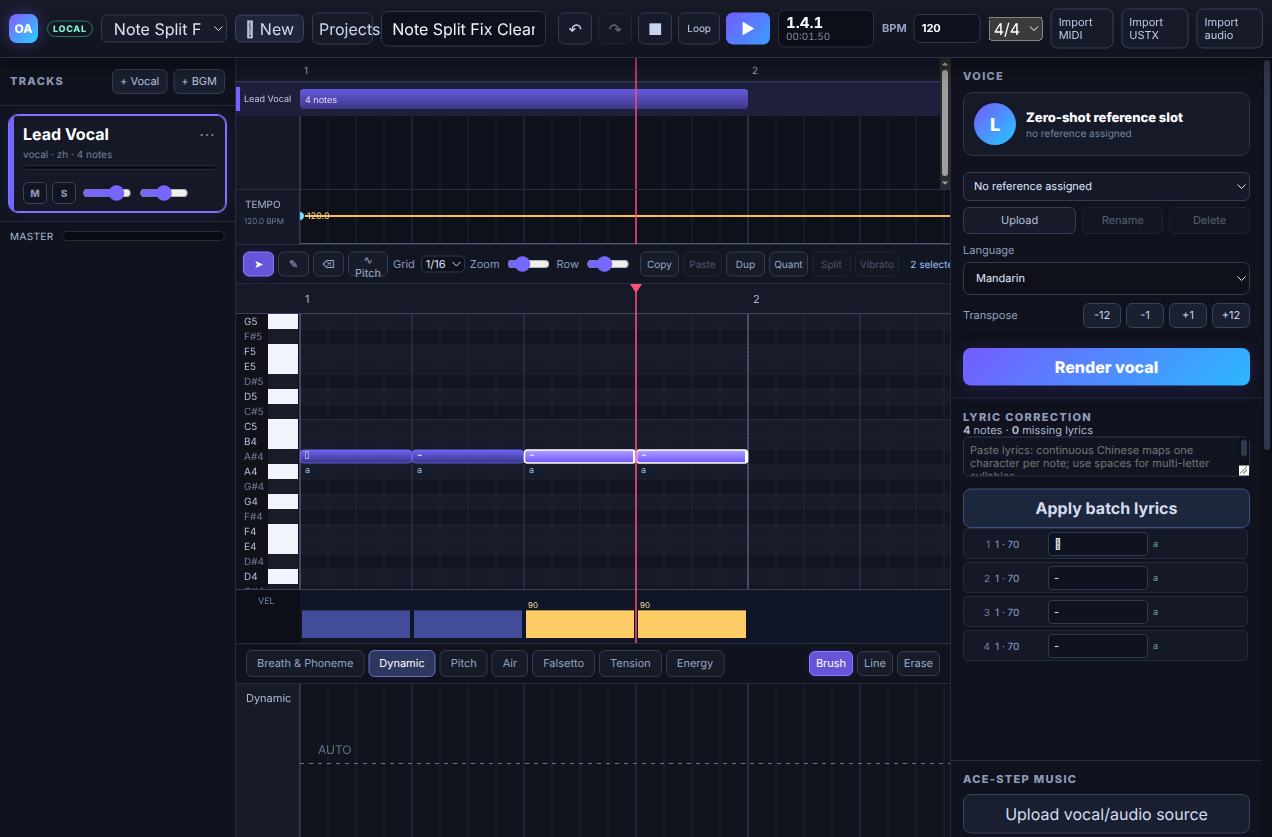 OA
LOCAL
Note Split F
New
Projects
Note Split Fix Clear
Loop
1.4.1
00:01.50
BPM
120
4/4
Import
MIDI
Import
USTX
Import
audio
TRACKS
+ Vocal
+ BGM
Lead Vocal
vocal · zh · 4 notes
M
S
MASTER
1
2
Lead Vocal
4 notes
TEMPO
120.0 BPM
120.0
Pitch
Grid
1/16
Zoom
Row
Copy
Paste
Dup
Quant
Split
Vibrato
2 selecte
1
2
G5
F#5
F5
E5
D#5
D5
C#5
C5
B4
A#4
- - -
A4
a a a a
G#4
G4
F#4
F4
E4
D#4
D4
VEL
90
90
Breath & Phoneme
Dynamic
Pitch
Air
Falsetto
Tension
Energy
Brush
Line
Erase
Dynamic
AUTO
VOICE
L
Zero-shot reference slot
no reference assigned
No reference assigned
Upload
Rename
Delete
Language
Mandarin
Transpose
-12
-1
+1
+12
Render vocal
LYRIC CORRECTION
4 notes · 0 missing lyrics
Paste lyrics: continuous Chinese maps one
character per note; use spaces for multi-letter
syllables
Apply batch lyrics
1 1 · 70 a
2 1 · 70 - a
3 1 · 70 - a
4 1 · 70 - a
ACE-STEP MUSIC
Upload vocal/audio source